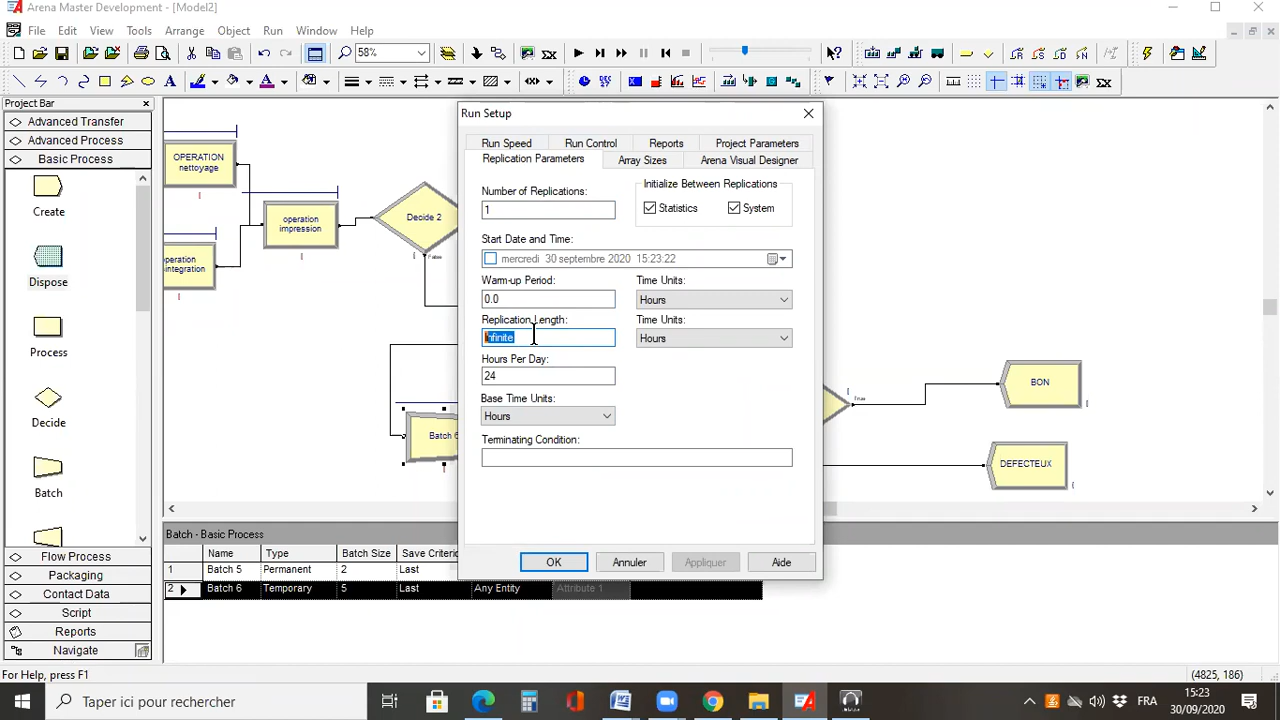 Arena Master Development - [Model2]
File Edit View Tools Arrange Object Run Window Help
58%
Project Bar
Advanced Transfer
Advanced Process
Basic Process
Create
Dispose
Process
Decide
Batch
Flow Process
Packaging
Contact Data
Script
Reports
Navigate
OPERATION
nettoyage
operation
integration
operation
impression
Decide 2
False
Batch 6
True
BON
DEFECTEUX
Run Setup
Run Speed Run Control Reports Project Parameters
Replication Parameters Array Sizes Arena Visual Designer
Number of Replications:
1
Initialize Between Replications
Statistics System
Start Date and Time:
mercredi 30 septembre 2020 15:23:22
Warm-up Period: Time Units:
0.0 Hours
Replication Length: Time Units:
Infinite Hours
Hours Per Day:
24
Base Time Units:
Hours
Terminating Condition:
OK Annuler Appliquer Aide
Batch - Basic Process
Name Type Batch Size Save Criteri
1 Batch 5 Permanent 2 Last
2 Batch 6 Temporary 5 Last Any Entity Attribute 1
For Help, press F1
(4825, 186)
Taper ici pour rechercher
FRA
15:23
30/09/2020